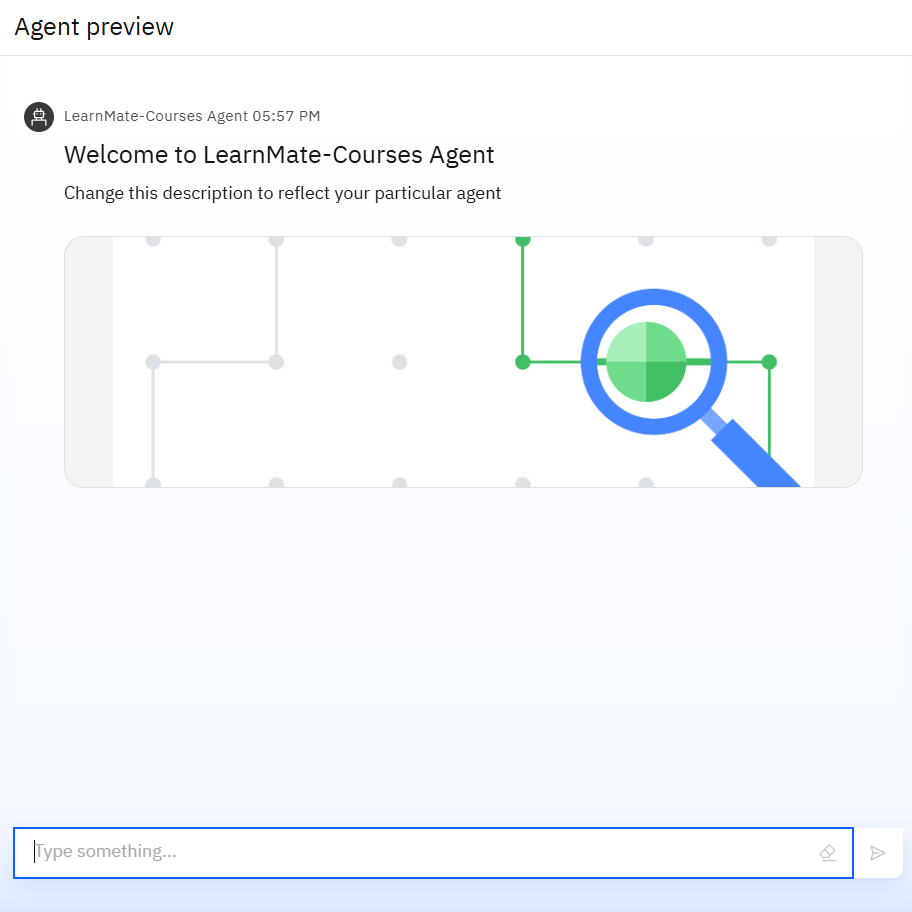 Agent preview
LearnMate-Courses Agent 05:57 PM
Welcome to LearnMate-Courses Agent
Change this description to reflect your particular agent
Type something...